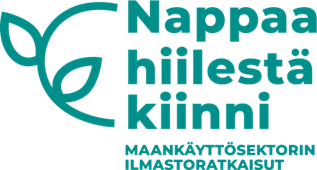 Nappaa
hiilestä
kiinni
MAANKÄYTTÖSEKTORIN
ILMASTORATKAISUT